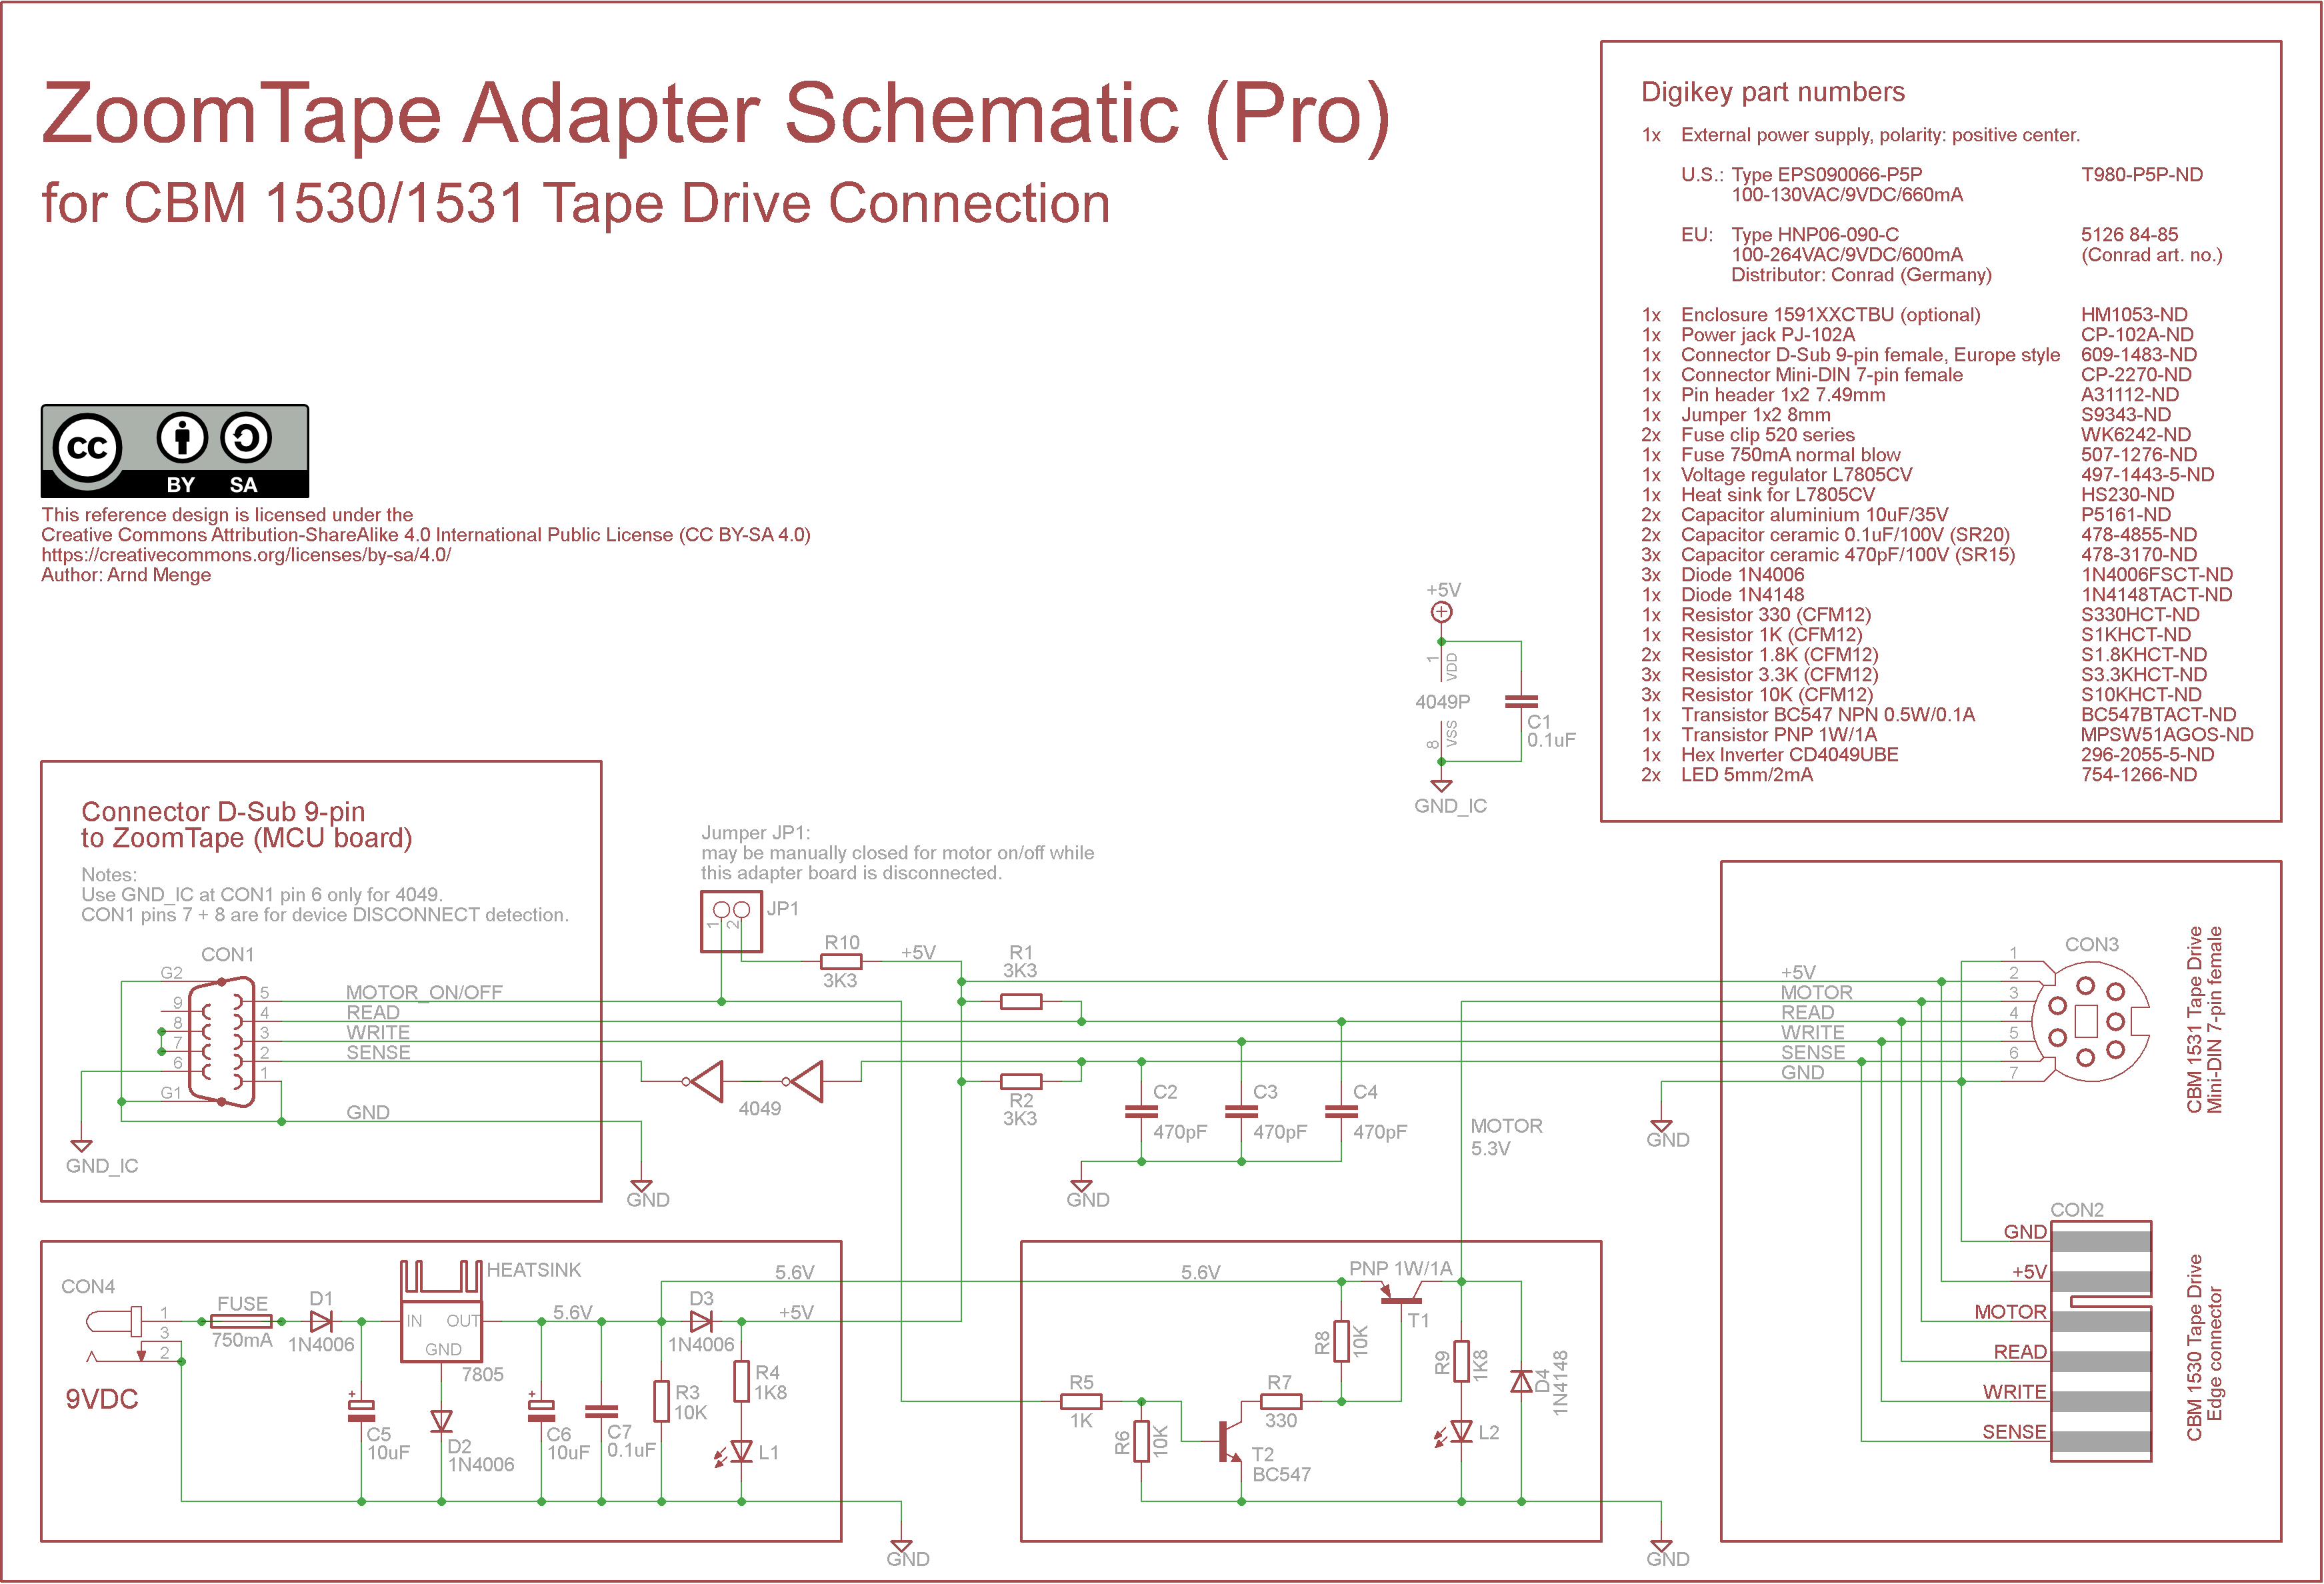 ZoomTape Adapter Schematic (Pro)
for CBM 1530/1531 Tape Drive Connection
CC
BY SA
This reference design is licensed under the
Creative Commons Attribution-ShareAlike 4.0 International Public License (CC BY-SA 4.0)
https://creativecommons.org/licenses/by-sa/4.0/
Author: Arnd Menge
Digikey part numbers
1x External power supply, polarity: positive center.
U.S.: Type EPS090066-P5P T980-P5P-ND
100-130VAC/9VDC/660mA
EU: Type HNP06-090-C 5126 84-85
100-264VAC/9VDC/600mA (Conrad art. no.)
Distributor: Conrad (Germany)
1x Enclosure 1591XXCTBU (optional) HM1053-ND
1x Power jack PJ-102A CP-102A-ND
1x Connector D-Sub 9-pin female, Europe style 609-1483-ND
1x Connector Mini-DIN 7-pin female CP-2270-ND
1x Pin header 1x2 7.49mm A31112-ND
1x Jumper 1x2 8mm S9343-ND
2x Fuse clip 520 series WK6242-ND
1x Fuse 750mA normal blow 507-1276-ND
1x Voltage regulator L7805CV 497-1443-5-ND
1x Heat sink for L7805CV HS230-ND
2x Capacitor aluminium 10uF/35V P5161-ND
2x Capacitor ceramic 0.1uF/100V (SR20) 478-4855-ND
3x Capacitor ceramic 470pF/100V (SR15) 478-3170-ND
3x Diode 1N4006 1N4006FSCT-ND
1x Diode 1N4148 1N4148TACT-ND
1x Resistor 330 (CFM12) S330HCT-ND
1x Resistor 1K (CFM12) S1KHCT-ND
2x Resistor 1.8K (CFM12) S1.8KHCT-ND
3x Resistor 3.3K (CFM12) S3.3KHCT-ND
3x Resistor 10K (CFM12) S10KHCT-ND
1x Transistor BC547 NPN 0.5W/0.1A BC547BTACT-ND
1x Transistor PNP 1W/1A MPSW51AGOS-ND
1x Hex Inverter CD4049UBE 296-2055-5-ND
2x LED 5mm/2mA 754-1266-ND
+5V
1
VDD
4049P
8
VSS
C1
0.1uF
GND_IC
Connector D-Sub 9-pin
to ZoomTape (MCU board)
Notes:
Use GND_IC at CON1 pin 6 only for 4049.
CON1 pins 7 + 8 are for device DISCONNECT detection.
CON1
G2
9
8
7
6
G1
5
4
3
2
1
MOTOR_ON/OFF
READ
WRITE
SENSE
GND
GND_IC
GND
Jumper JP1:
may be manually closed for motor on/off while
this adapter board is disconnected.
JP1
1
2
R10
3K3
+5V
R1
3K3
4049
R2
3K3
C2
470pF
C3
470pF
C4
470pF
GND
MOTOR
5.3V
+5V
MOTOR
READ
WRITE
SENSE
GND
GND
1
2
3
4
5
6
7
CON3
CBM 1531 Tape Drive
Mini-DIN 7-pin female
CON2
GND
+5V
MOTOR
READ
WRITE
SENSE
CBM 1530 Tape Drive
Edge connector
CON4
1
3
2
9VDC
FUSE
750mA
D1
1N4006
HEATSINK
IN OUT
GND
7805
+
C5
10uF
D2
1N4006
5.6V
+
C6
10uF
C7
0.1uF
R3
10K
D3
1N4006
5.6V
+5V
R4
1K8
L1
GND
5.6V
PNP 1W/1A
T1
R5
1K
R6
10K
T2
BC547
R7
330
R8
10K
R9
1K8
L2
D4
1N4148
GND